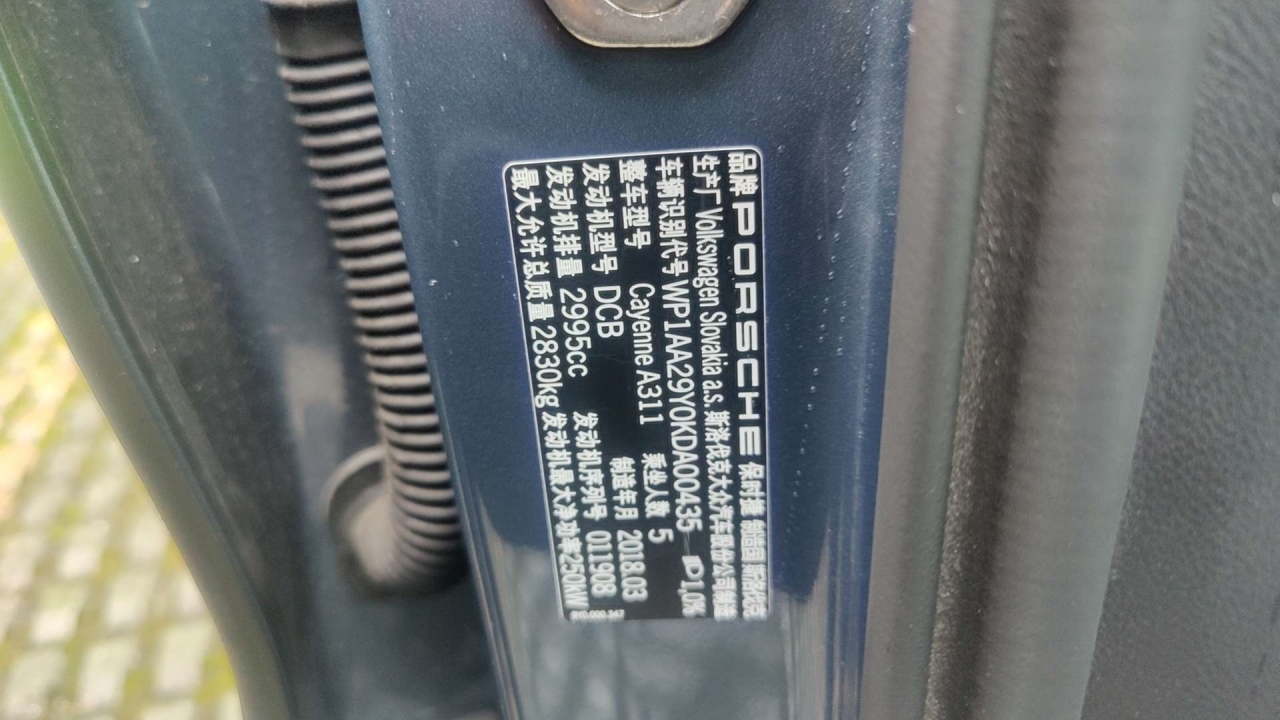 品牌 PORSCHE 保时捷 制造国 斯洛伐克
生产厂 Volkswagen Slovakia a.s. 斯洛伐克大众汽车股份公司制造
车辆识别代号 WP1AA29Y0KDA00435 1,0%
整车型号 Cayenne A311 乘坐人数 5
发动机型号 DCB 制造年月 2018.03
发动机排量 2995cc 发动机序列号 011908
最大允许总质量 2830kg 发动机最大净功率250kW
9Y0.000.347